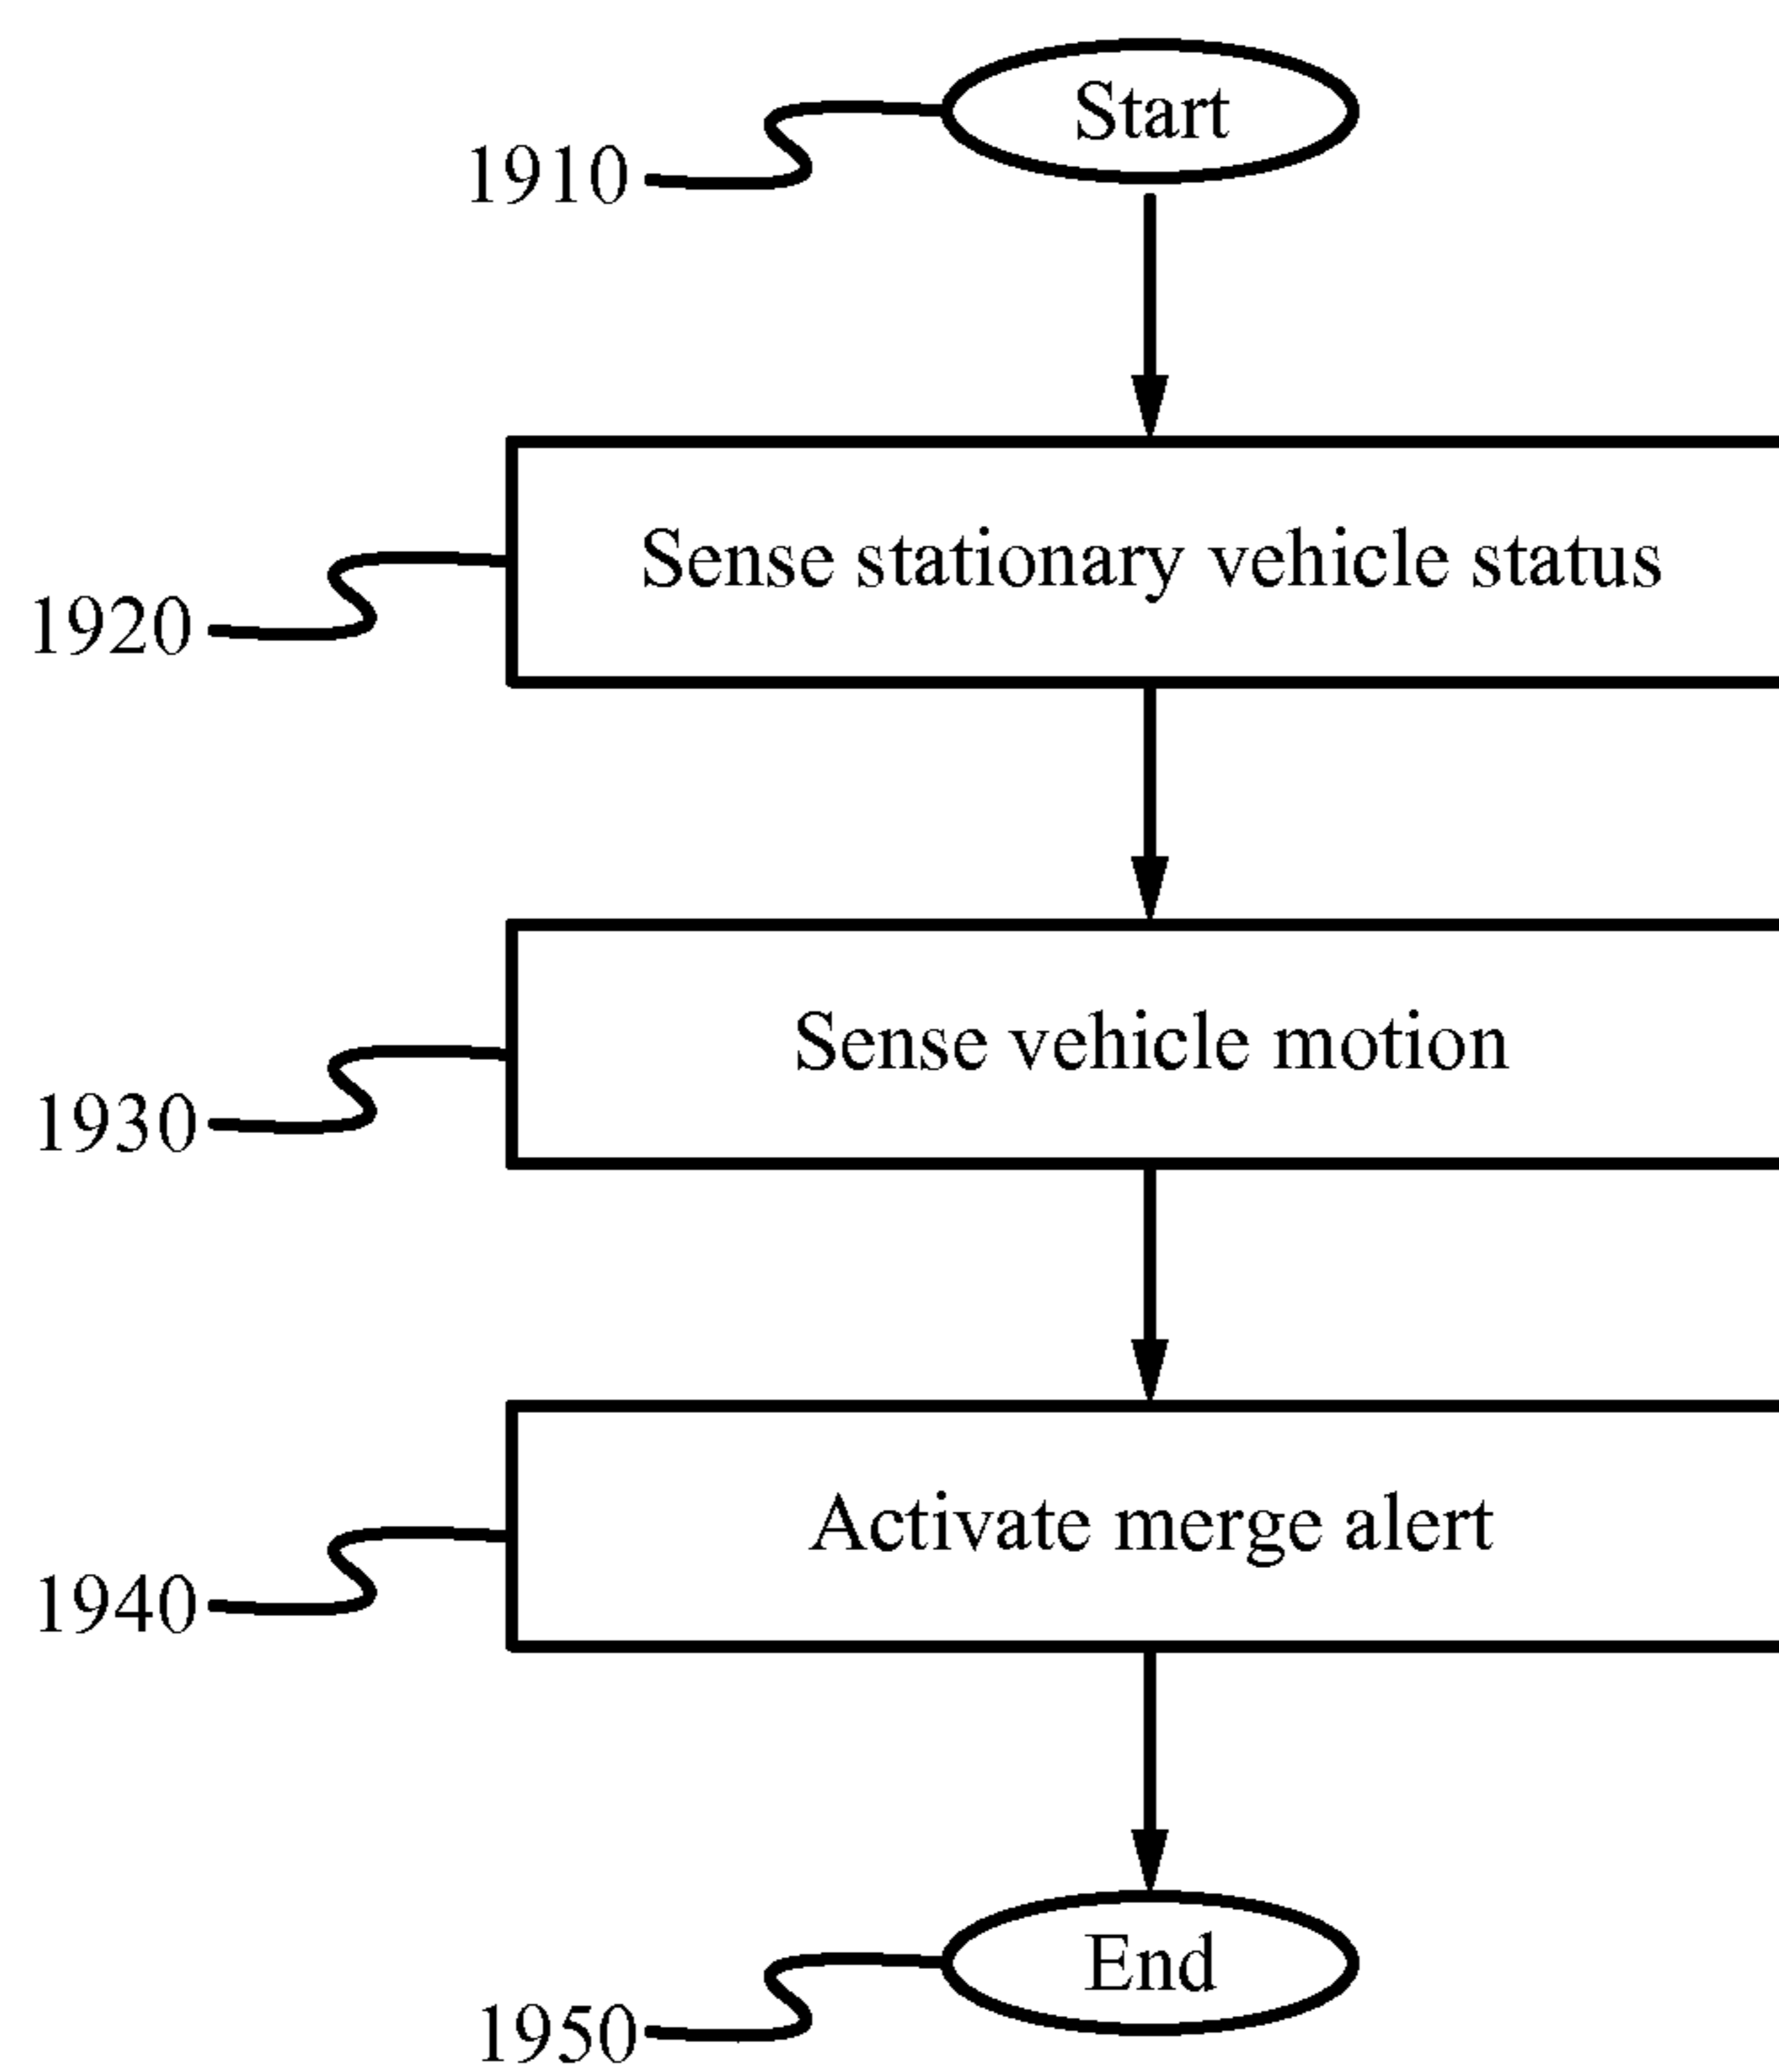 Start
1910
Sense stationary vehicle status
1920
Sense vehicle motion
1930
Activate merge alert
1940
End
1950